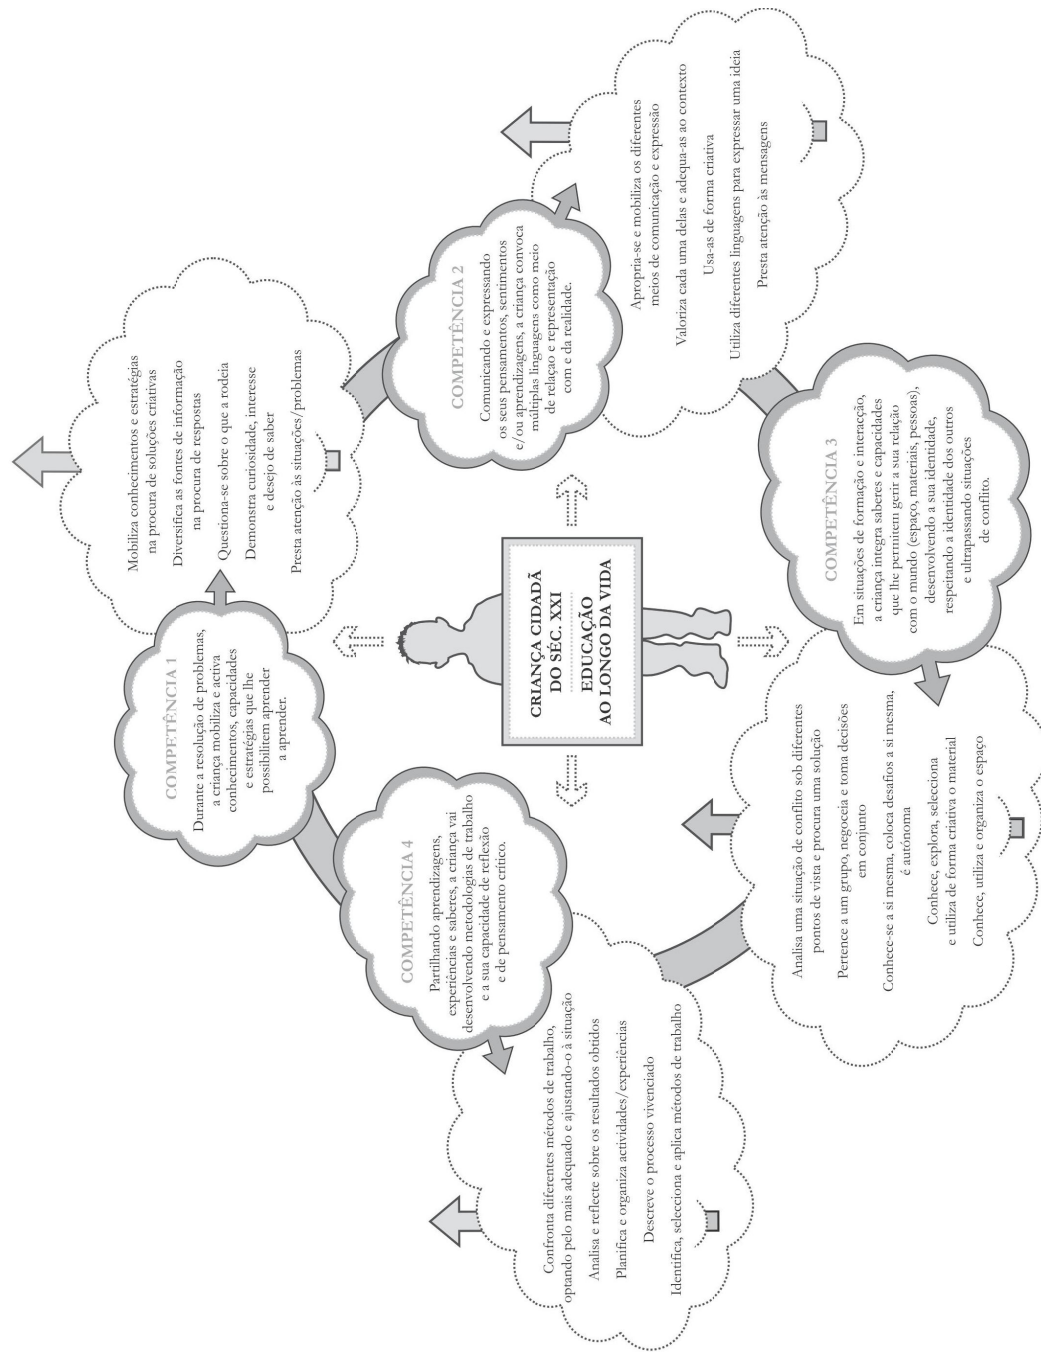 COMPETÊNCIA 1
Durante a resolução de problemas,
a criança mobiliza e activa
conhecimentos, capacidades
e estratégias que lhe
possibilitem aprender
a aprender.
Mobiliza conhecimentos e estratégias
na procura de soluções criativas
Diversifica as fontes de informação
na procura de respostas
Questiona-se sobre o que a rodeia
Demonstra curiosidade, interesse
e desejo de saber
Presta atenção às situações/problemas
COMPETÊNCIA 2
Comunicando e expressando
os seus pensamentos, sentimentos
e/ou aprendizagens, a criança convoca
múltiplas linguagens como meio
de relaçao e representação
com e da realidade.
Apropria-se e mobiliza os diferentes
meios de comunicação e expressão
Valoriza cada uma delas e adequa-as ao contexto
Usa-as de forma criativa
Utiliza diferentes linguagens para expressar uma ideia
Presta atenção às mensagens
CRIANÇA CIDADÃ
DO SÉC. XXI
EDUCAÇÃO
AO LONGO DA VIDA
COMPETÊNCIA 3
Em situações de formação e interacção,
a criança integra saberes e capacidades
que lhe permitem gerir a sua relação
com o mundo (espaço, materiais, pessoas),
desenvolvendo a sua identidade,
respeitando a identidade dos outros
e ultrapassando situações
de conflito.
Analisa uma situação de conflito sob diferentes
pontos de vista e procura uma solução
Pertence a um grupo, negoceia e toma decisões
em conjunto
Conhece-se a si mesma, coloca desafios a si mesma,
é autónoma
Conhece, explora, selecciona
e utiliza de forma criativa o material
Conhece, utiliza e organiza o espaço
COMPETÊNCIA 4
Partilhando aprendizagens,
experiências e saberes, a criança vai
desenvolvendo metodologias de trabalho
e a sua capacidade de reflexão
e de pensamento crítico.
Confronta diferentes métodos de trabalho,
optando pelo mais adequado e ajustando-o à situação
Analisa e reflecte sobre os resultados obtidos
Planifica e organiza actividades/experiências
Descreve o processo vivenciado
Identifica, selecciona e aplica métodos de trabalho